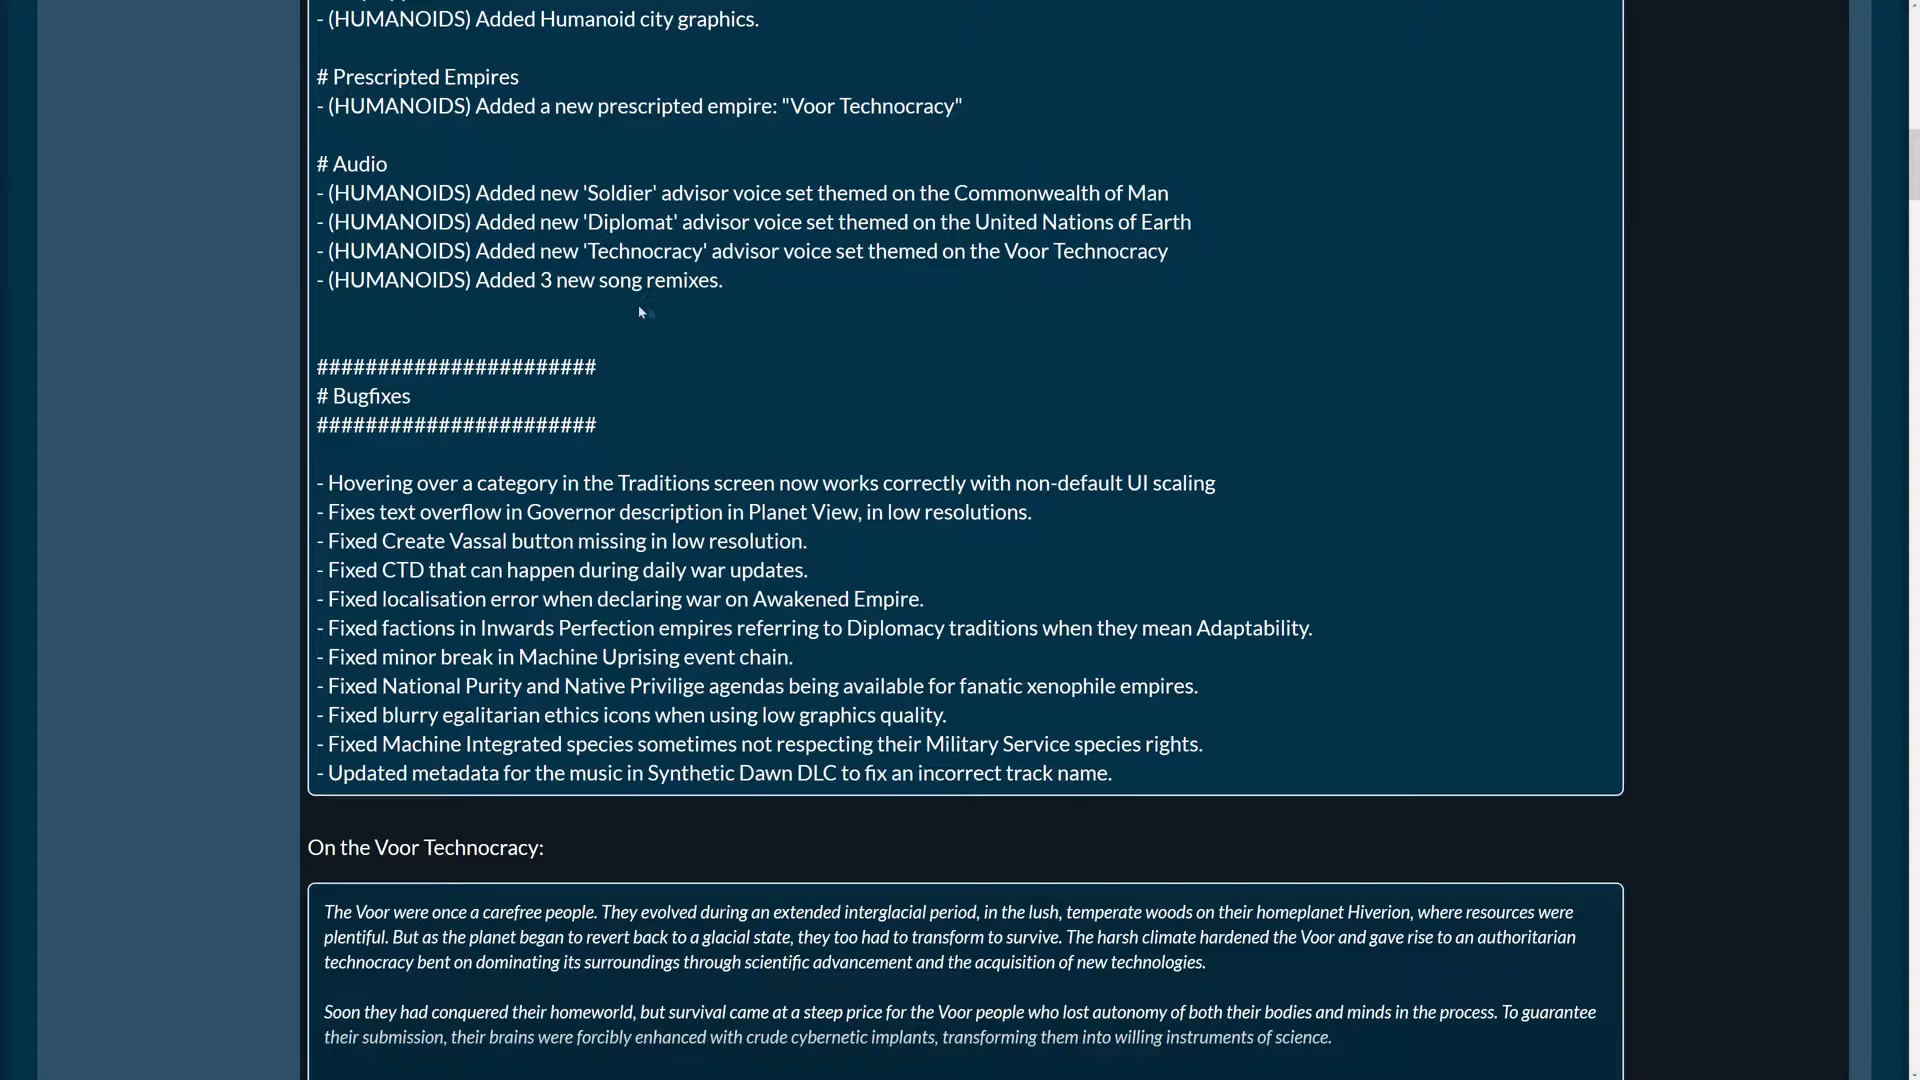 - (HUMANOIDS) Added Humanoid city graphics.
# Prescripted Empires
- (HUMANOIDS) Added a new prescripted empire: "Voor Technocracy"
# Audio
- (HUMANOIDS) Added new 'Soldier' advisor voice set themed on the Commonwealth of Man
- (HUMANOIDS) Added new 'Diplomat' advisor voice set themed on the United Nations of Earth
- (HUMANOIDS) Added new 'Technocracy' advisor voice set themed on the Voor Technocracy
- (HUMANOIDS) Added 3 new song remixes.
#######################
# Bugfixes
#######################
- Hovering over a category in the Traditions screen now works correctly with non-default UI scaling
- Fixes text overflow in Governor description in Planet View, in low resolutions.
- Fixed Create Vassal button missing in low resolution.
- Fixed CTD that can happen during daily war updates.
- Fixed localisation error when declaring war on Awakened Empire.
- Fixed factions in Inwards Perfection empires referring to Diplomacy traditions when they mean Adaptability.
- Fixed minor break in Machine Uprising event chain.
- Fixed National Purity and Native Privilige agendas being available for fanatic xenophile empires.
- Fixed blurry egalitarian ethics icons when using low graphics quality.
- Fixed Machine Integrated species sometimes not respecting their Military Service species rights.
- Updated metadata for the music in Synthetic Dawn DLC to fix an incorrect track name.
On the Voor Technocracy:
The Voor were once a carefree people. They evolved during an extended interglacial period, in the lush, temperate woods on their homeplanet Hiverion, where resources were
plentiful. But as the planet began to revert back to a glacial state, they too had to transform to survive. The harsh climate hardened the Voor and gave rise to an authoritarian
technocracy bent on dominating its surroundings through scientific advancement and the acquisition of new technologies.
Soon they had conquered their homeworld, but survival came at a steep price for the Voor people who lost autonomy of both their bodies and minds in the process. To guarantee
their submission, their brains were forcibly enhanced with crude cybernetic implants, transforming them into willing instruments of science.